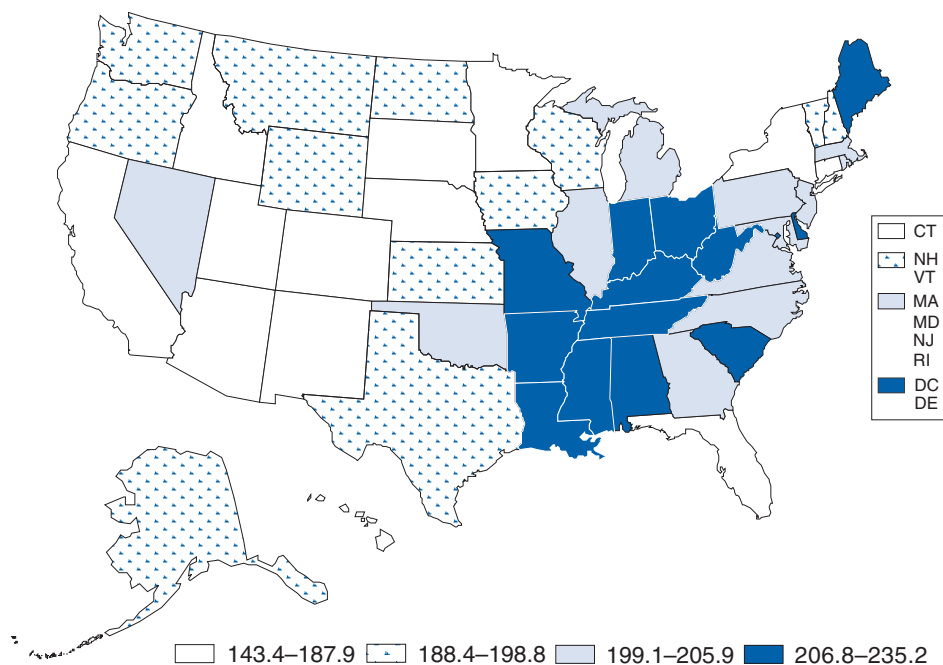 CT
NH
VT
MA
MD
NJ
RI
DC
DE
143.4–187.9 188.4–198.8 199.1–205.9 206.8–235.2